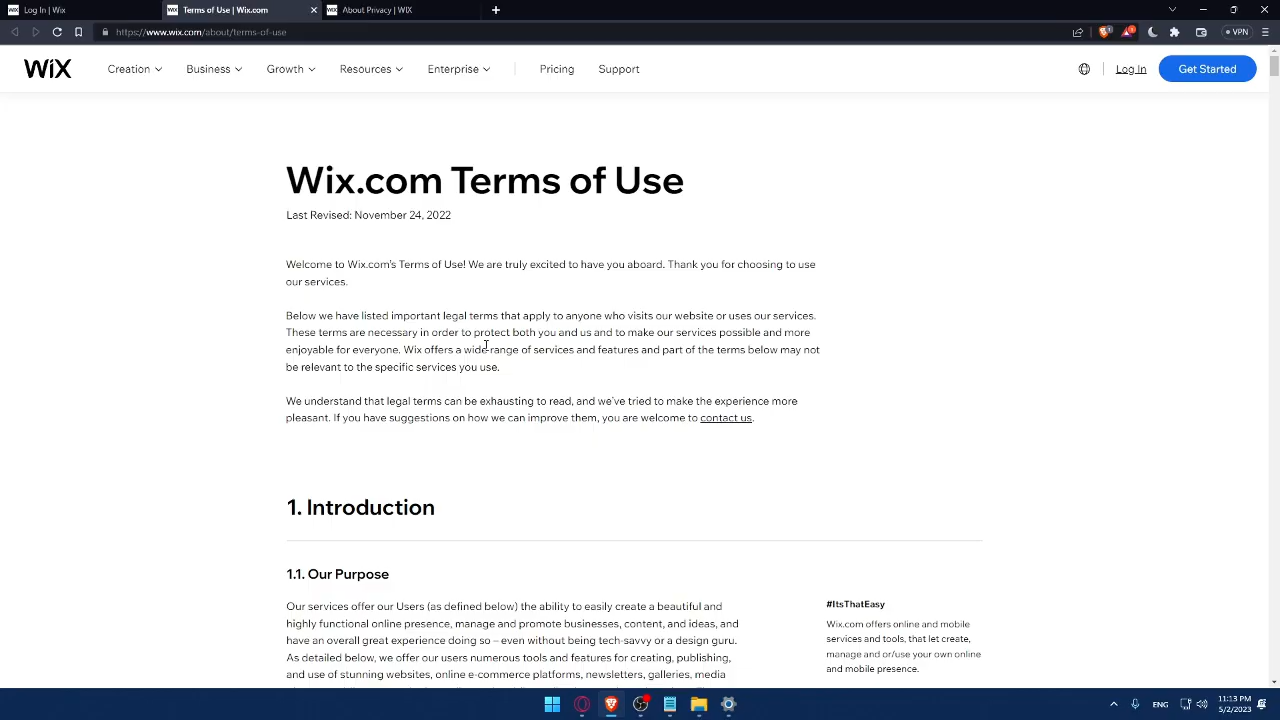 Log In | Wix
Terms of Use | Wix.com
About Privacy | WIX
https://www.wix.com/about/terms-of-use
VPN
WIX
Creation
Business
Growth
Resources
Enterprise
Pricing
Support
Log In
Get Started
Wix.com Terms of Use
Last Revised: November 24, 2022
Welcome to Wix.com's Terms of Use! We are truly excited to have you aboard. Thank you for choosing to use
our services.
Below we have listed important legal terms that apply to anyone who visits our website or uses our services.
These terms are necessary in order to protect both you and us and to make our services possible and more
enjoyable for everyone. Wix offers a wide range of services and features and part of the terms below may not
be relevant to the specific services you use.
We understand that legal terms can be exhausting to read, and we've tried to make the experience more
pleasant. If you have suggestions on how we can improve them, you are welcome to contact us.
1. Introduction
1.1. Our Purpose
Our services offer our Users (as defined below) the ability to easily create a beautiful and
highly functional online presence, manage and promote businesses, content, and ideas, and
have an overall great experience doing so – even without being tech-savvy or a design guru.
As detailed below, we offer our users numerous tools and features for creating, publishing,
and use of stunning websites, online e-commerce platforms, newsletters, galleries, media
#ItsThatEasy
Wix.com offers online and mobile
services and tools, that let create,
manage and or/use your own online
and mobile presence.
ENG
11:13 PM
5/2/2023